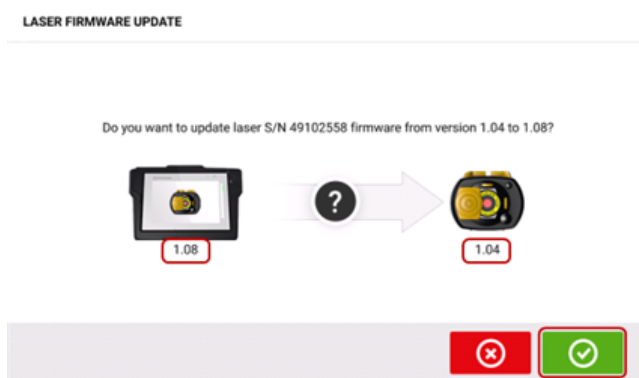 LASER FIRMWARE UPDATE
Do you want to update laser S/N 49102558 firmware from version 1.04 to 1.08?
?
1.08
1.04